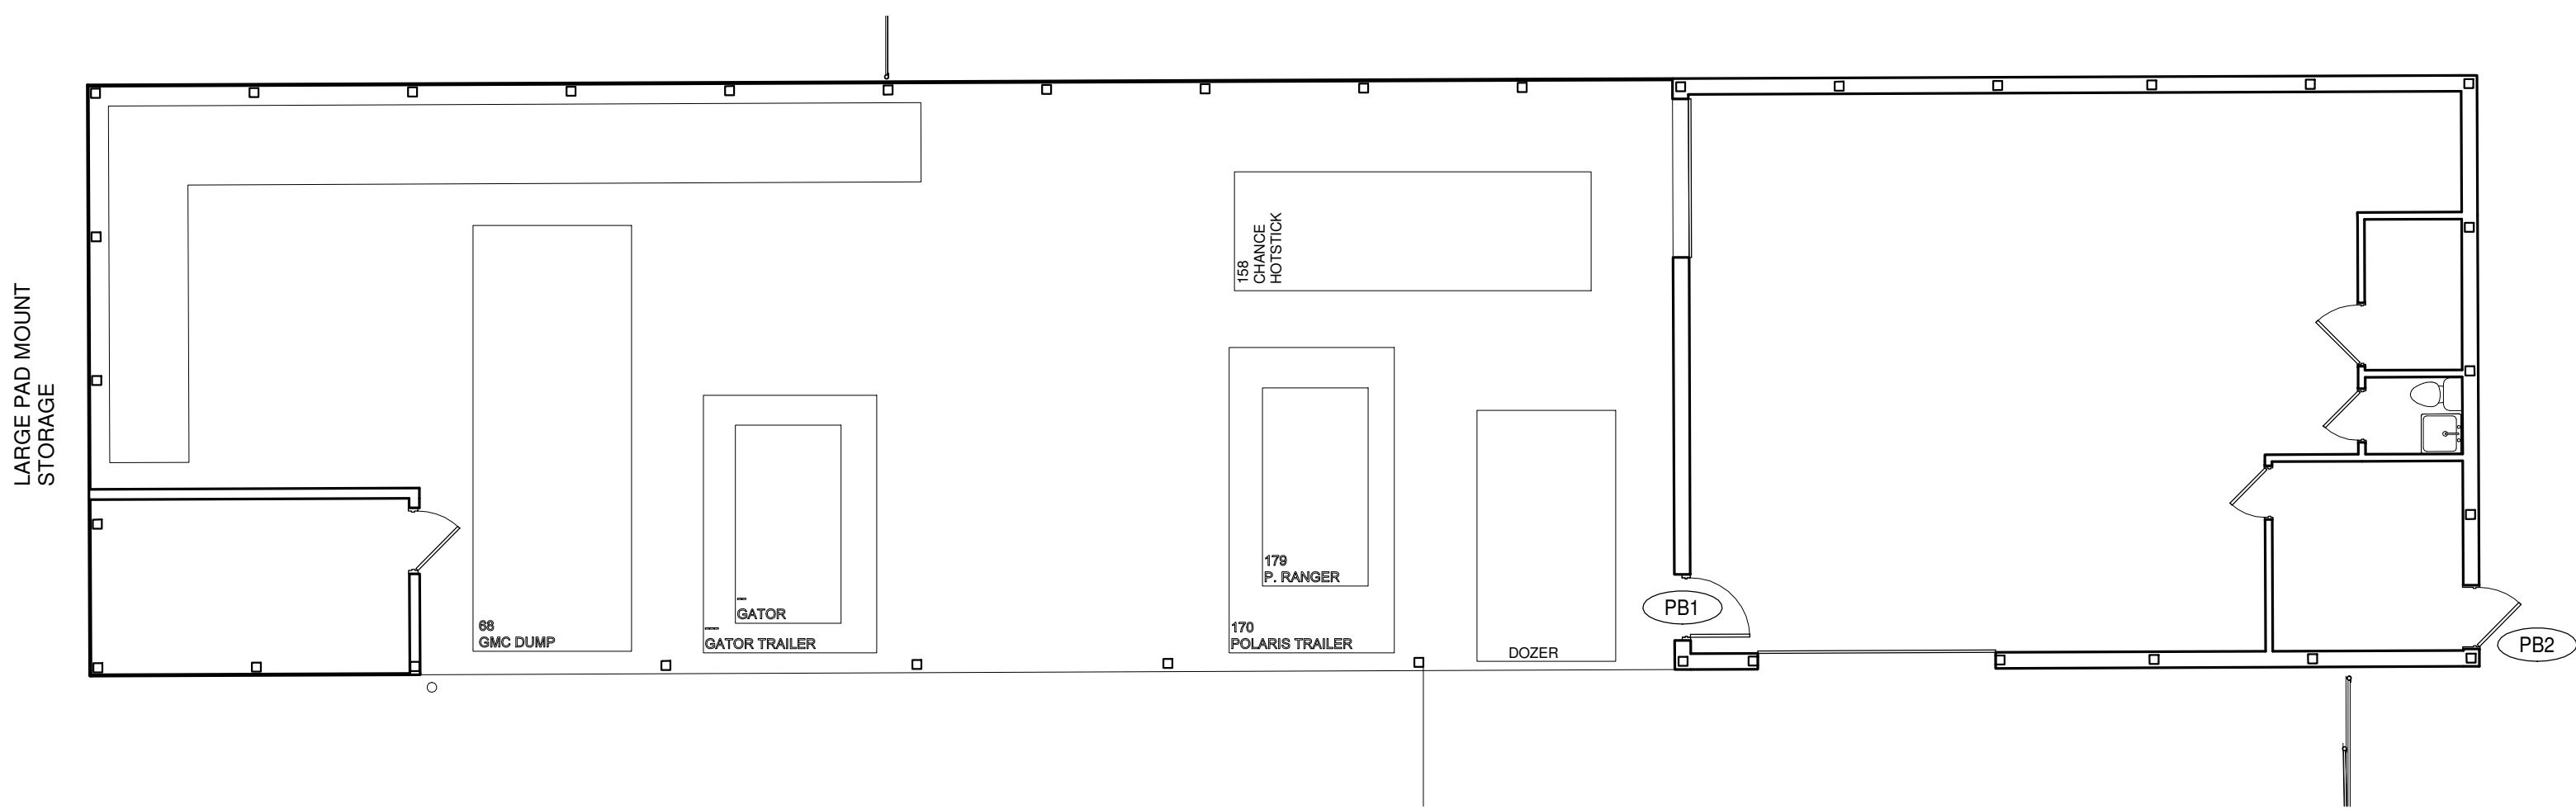 LARGE PAD MOUNT
STORAGE
68
GMC DUMP
---
GATOR TRAILER
--
GATOR
158
CHANCE
HOTSTICK
179
P. RANGER
170
POLARIS TRAILER
DOZER
PB1
PB2